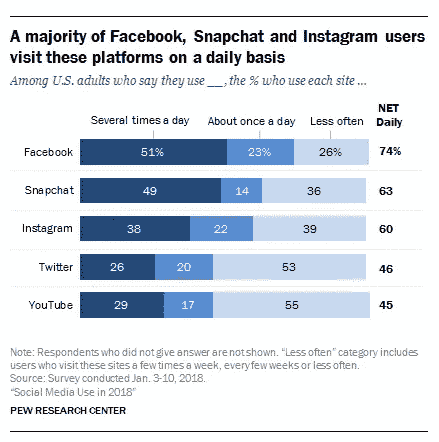 A majority of Facebook, Snapchat and Instagram users
visit these platforms on a daily basis
Among U.S. adults who say they use __, the % who use each site ...
Several times a day About once a day Less often NET Daily
Facebook 51% 23% 26% 74%
Snapchat 49 14 36 63
Instagram 38 22 39 60
Twitter 26 20 53 46
YouTube 29 17 55 45
Note: Respondents who did not give answer are not shown. "Less often" category includes
users who visit these sites a few times a week, every few weeks or less often.
Source: Survey conducted Jan. 3-10, 2018.
"Social Media Use in 2018"
PEW RESEARCH CENTER